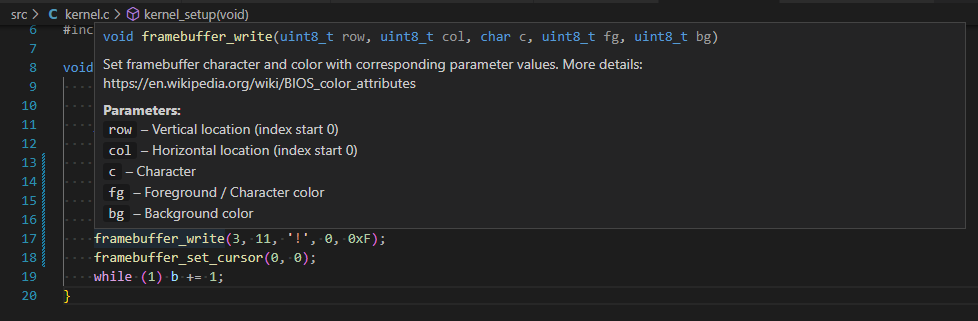 src > C kernel.c > kernel_setup(void)
6 #inc
void framebuffer_write(uint8_t row, uint8_t col, char c, uint8_t fg, uint8_t bg)
7
Set framebuffer character and color with corresponding parameter values. More details:
https://en.wikipedia.org/wiki/BIOS_color_attributes
8 void
9
10
Parameters:
11
row – Vertical location (index start 0)
12
col – Horizontal location (index start 0)
13
c – Character
14
fg – Foreground / Character color
15
bg – Background color
16
17 framebuffer_write(3, 11, '!', 0, 0xF);
18 framebuffer_set_cursor(0, 0);
19 while (1) b += 1;
20 }